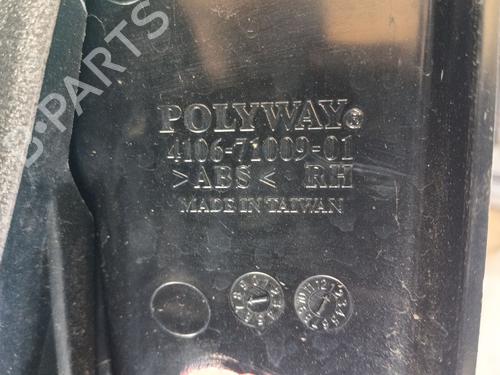 B-PARTS
POLYWAY®
4106-71009-01
>ABS< RH
MADE IN TAIWAN